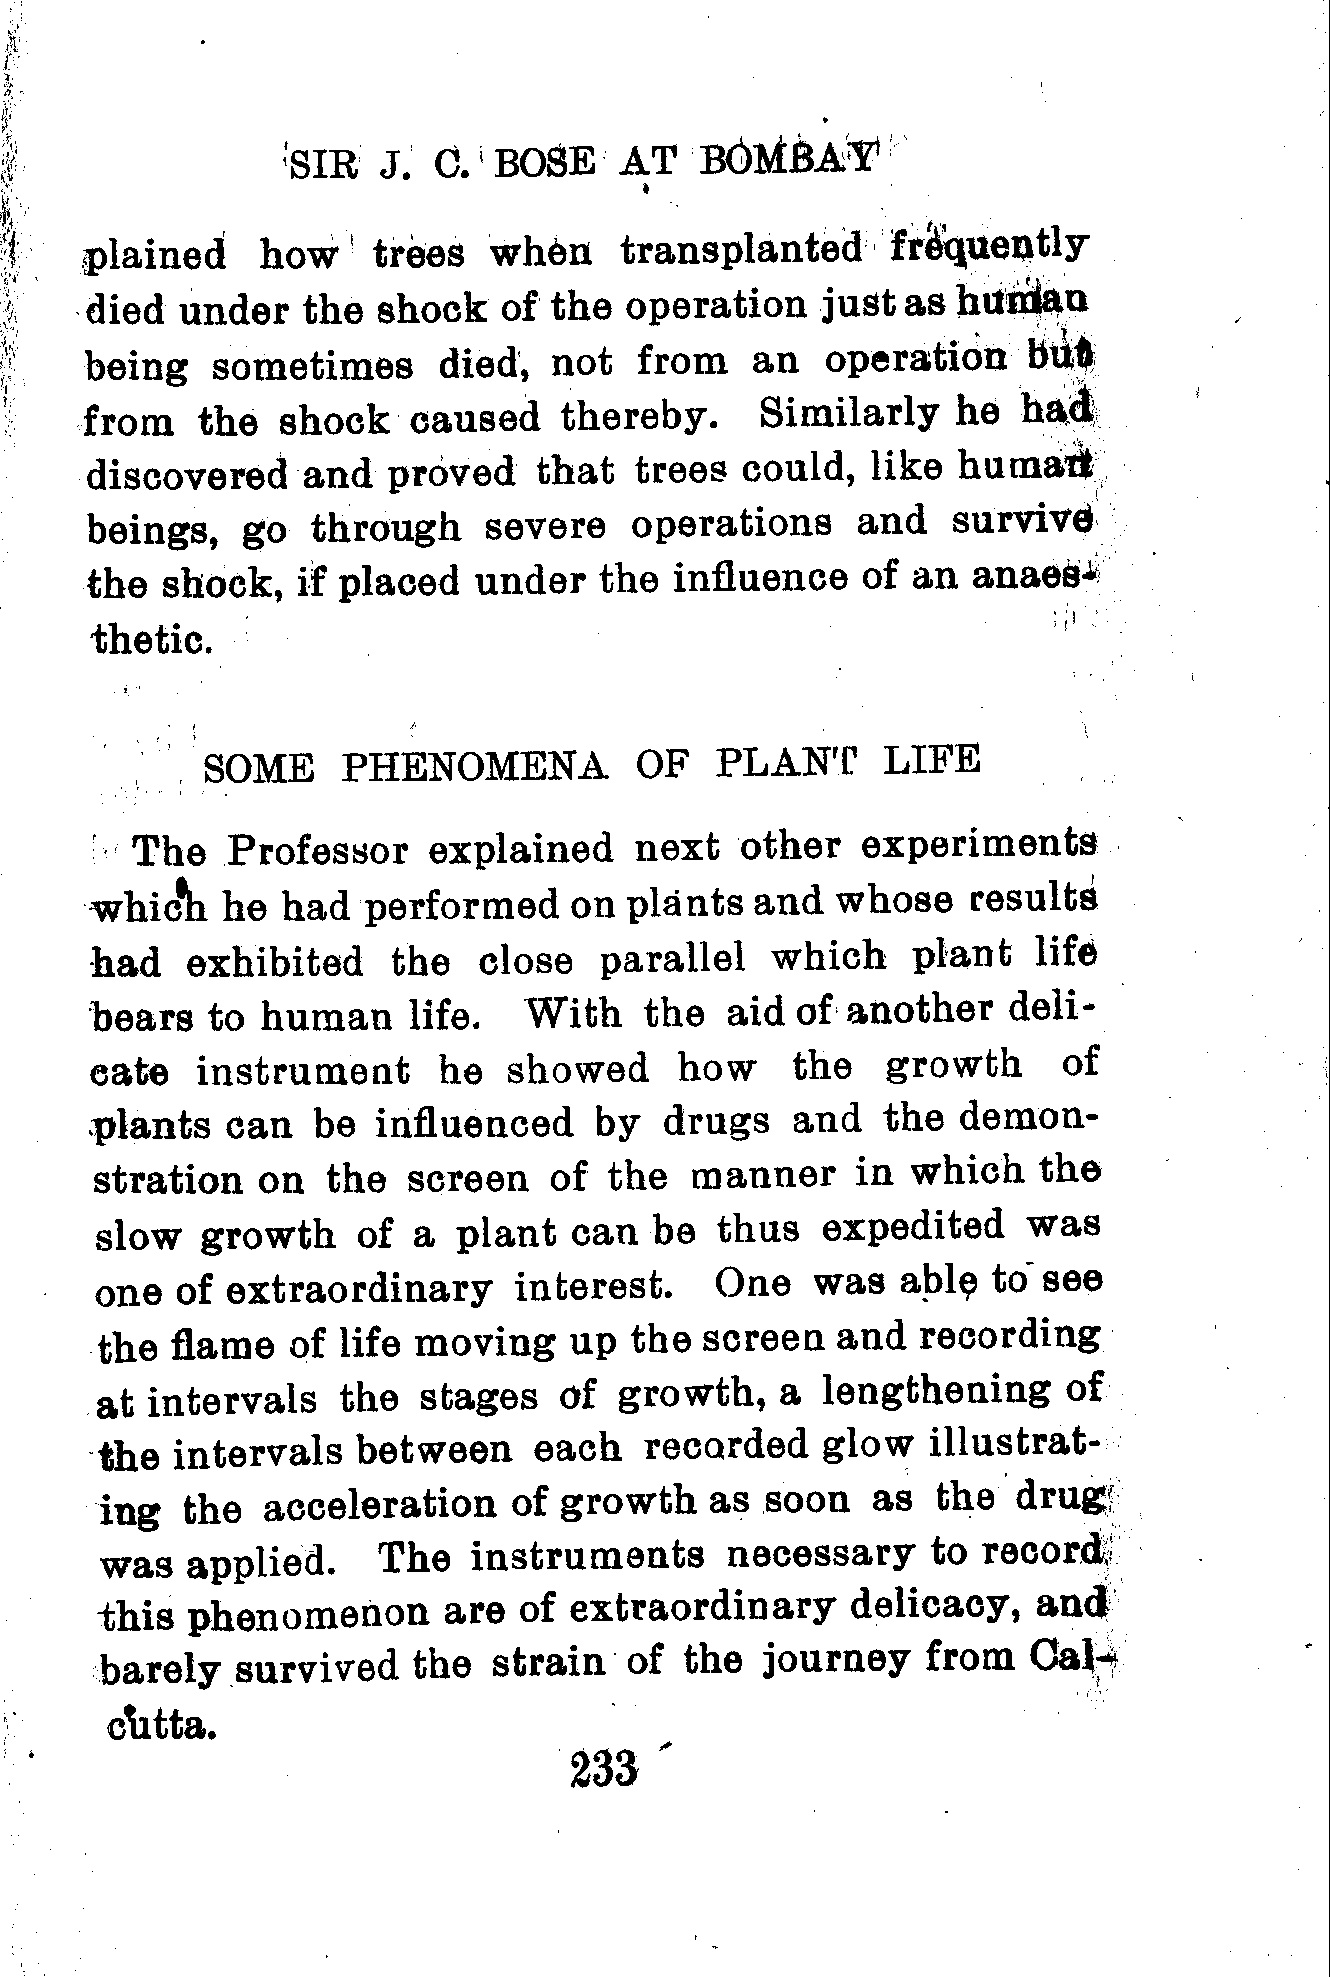 SIR J. C. BOSE AT BOMBAY
plained how trees when transplanted frequently
died under the shock of the operation just as human
being sometimes died, not from an operation but
from the shock caused thereby. Similarly he had
discovered and proved that trees could, like human
beings, go through severe operations and survive
the shock, if placed under the influence of an anaes-
thetic.
SOME PHENOMENA OF PLANT LIFE
The Professor explained next other experiments
which he had performed on plants and whose results
had exhibited the close parallel which plant life
bears to human life. With the aid of another deli-
cate instrument he showed how the growth of
plants can be influenced by drugs and the demon-
stration on the screen of the manner in which the
slow growth of a plant can be thus expedited was
one of extraordinary interest. One was able to see
the flame of life moving up the screen and recording
at intervals the stages of growth, a lengthening of
the intervals between each recorded glow illustrat-
ing the acceleration of growth as soon as the drug
was applied. The instruments necessary to record
this phenomenon are of extraordinary delicacy, and
barely survived the strain of the journey from Cal-
cutta.
233